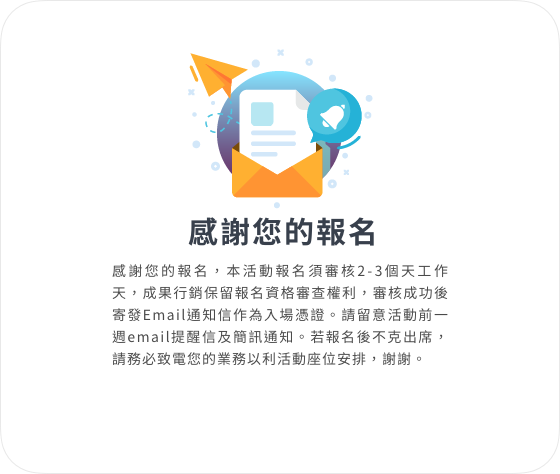 感謝您的報名
感謝您的報名，本活動報名須審核2-3個天工作
天，成果行銷保留報名資格審查權利，審核成功後
寄發Email通知信作為入場憑證。請留意活動前一
週email提醒信及簡訊通知。若報名後不克出席，
請務必致電您的業務以利活動座位安排，謝謝。